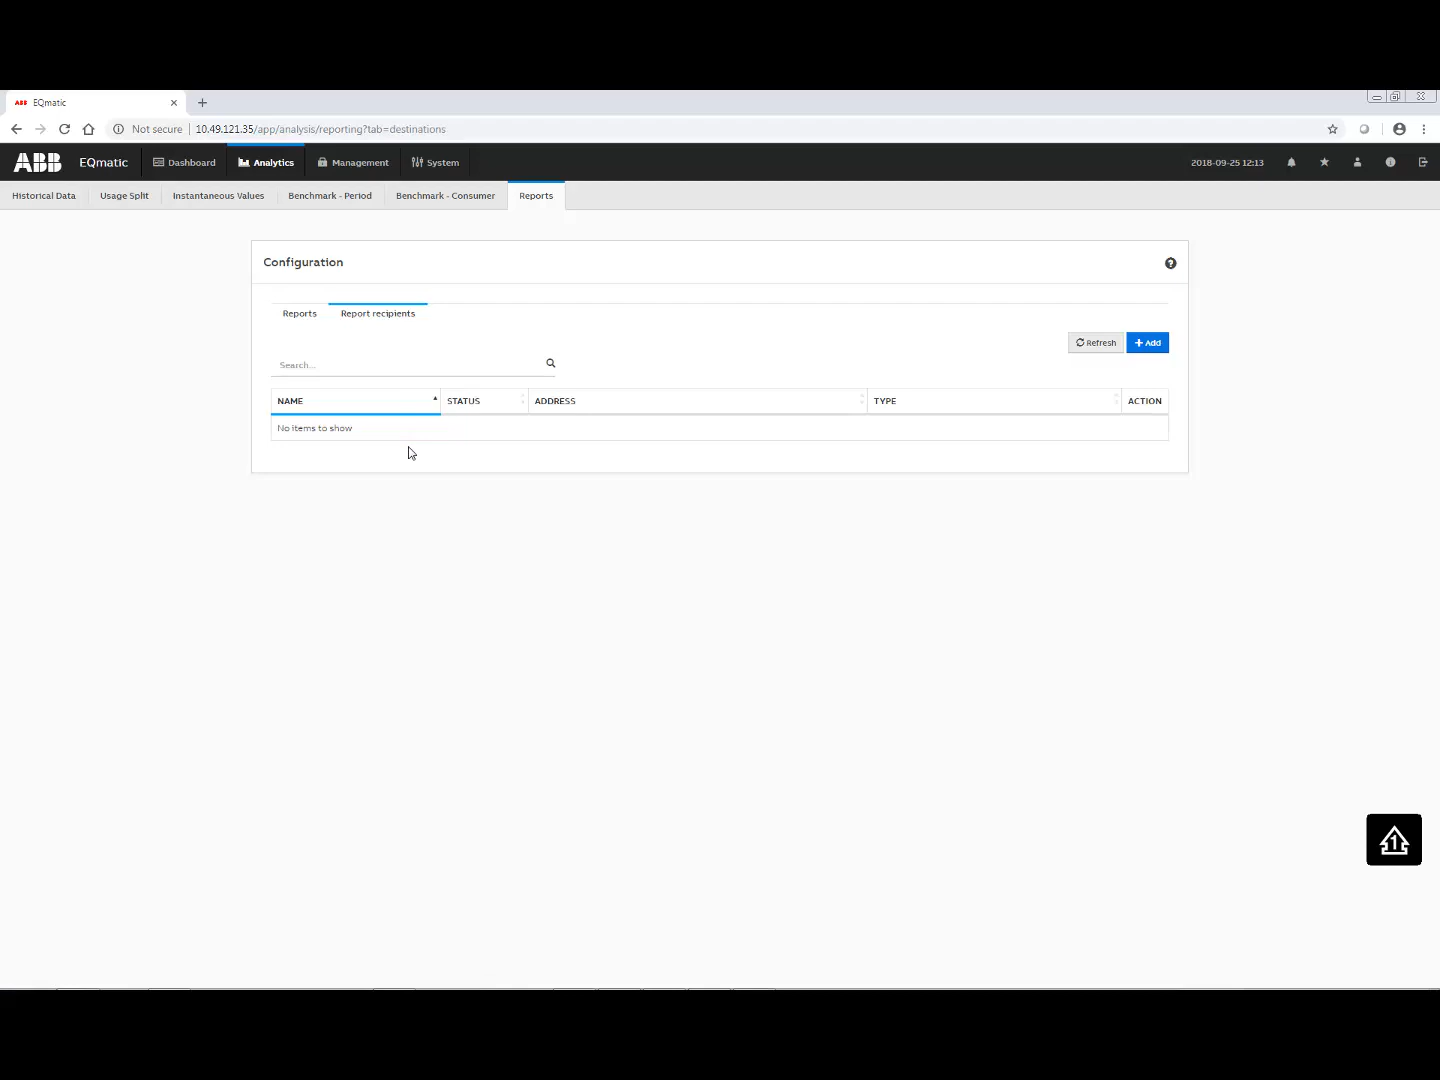 ABB EQmatic
Not secure 10.49.121.35/app/analysis/reporting?tab=destinations
ABB EQmatic Dashboard Analytics Management System 2018-09-25 12:13
Historical Data Usage Split Instantaneous Values Benchmark - Period Benchmark - Consumer Reports
Configuration
Reports Report recipients
Refresh + Add
Search...
NAME STATUS ADDRESS TYPE ACTION
No items to show
1